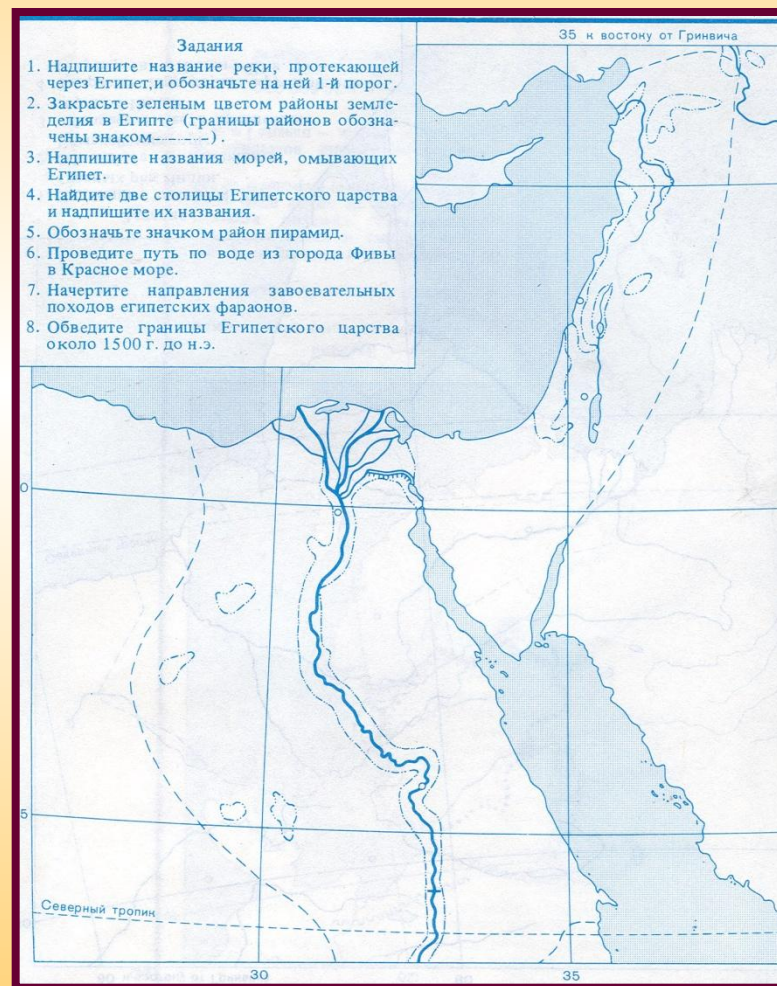 Задания
1. Надпишите название реки, протекающей
через Египет,и обозначьте на ней 1-й порог.
2. Закрасьте зеленым цветом районы земле-
делия в Египте (границы районов обозна-
чены знаком------).
3. Надпишите названия морей, омывающих
Египет.
4. Найдите две столицы Египетского царства
и надпишите их названия.
5. Обозначьте значком район пирамид.
6. Проведите путь по воде из города Фивы
в Красное море.
7. Начертите направления завоевательных
походов египетских фараонов.
8. Обведите границы Египетского царства
около 1500 г. до н.э.
35 к востоку от Гринвича
0
5
Северный тропик
30
35